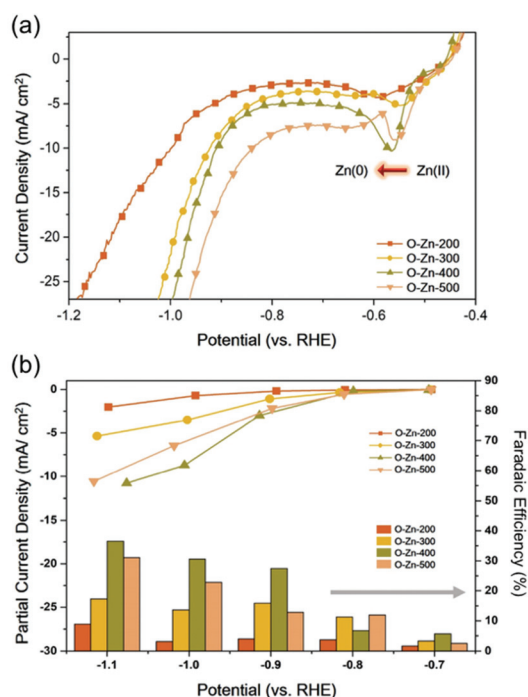 (a)
0
-5
-10
-15
-20
-25
Current Density (mA/ cm²)
Zn(0)
Zn(II)
O-Zn-200
O-Zn-300
O-Zn-400
O-Zn-500
-1.2
-1.0
-0.8
-0.6
-0.4
Potential (vs. RHE)
(b)
0
-5
-10
-15
-20
-25
-30
Partial Current Density (mA/ cm²)
O-Zn-200
O-Zn-300
O-Zn-400
O-Zn-500
O-Zn-200
O-Zn-300
O-Zn-400
O-Zn-500
90
80
70
60
50
40
30
20
10
0
Faradaic Efficiency (%)
-1.1
-1.0
-0.9
-0.8
-0.7
Potential (vs. RHE)